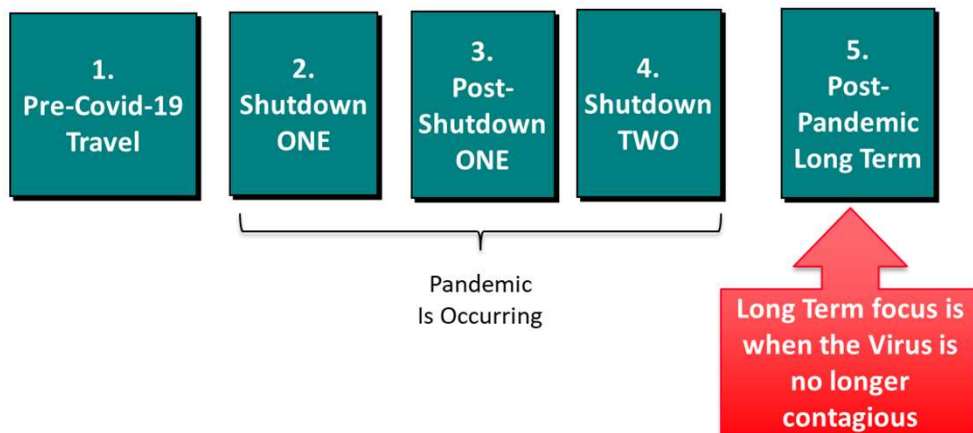 1.
Pre-Covid-19
Travel
2.
Shutdown
ONE
3.
Post-
Shutdown
ONE
4.
Shutdown
TWO
5.
Post-
Pandemic
Long Term
Pandemic
Is Occurring
Long Term focus is
when the Virus is
no longer
contagious